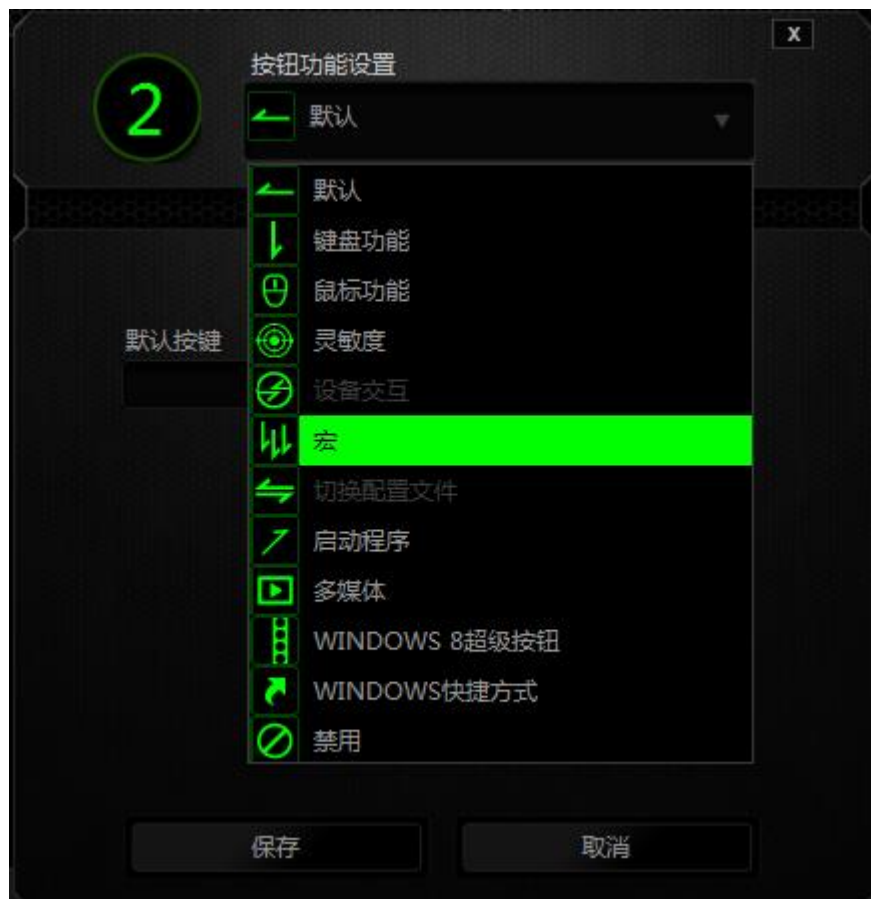 X
按钮功能设置
2
默认
默认
键盘功能
鼠标功能
默认按键
灵敏度
设备交互
宏
切换配置文件
启动程序
多媒体
WINDOWS 8超级按钮
WINDOWS快捷方式
禁用
保存
取消